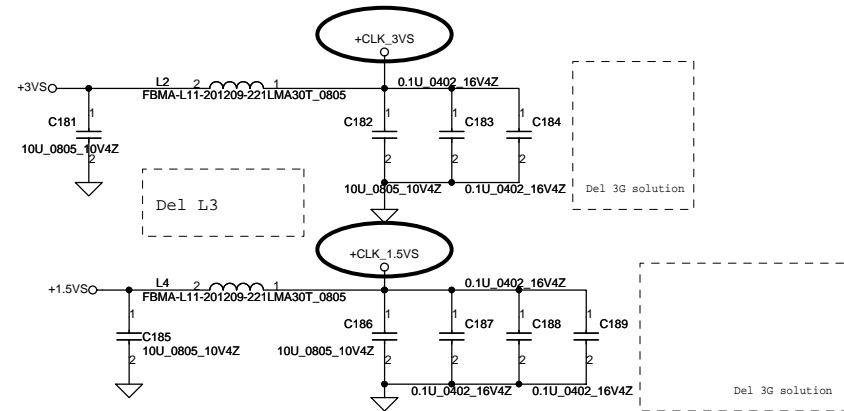 +CLK_3VS
+3VS
L2
2
1
FBMA-L11-201209-221LMA30T_0805
0.1U_0402_16V4Z
1
C181
2
10U_0805_10V4Z
1
C182
2
10U_0805_10V4Z
1
C183
2
0.1U_0402_16V4Z
1
C184
2
Del 3G solution
Del L3
+CLK_1.5VS
+1.5VS
L4
2
1
FBMA-L11-201209-221LMA30T_0805
0.1U_0402_16V4Z
1
C185
2
10U_0805_10V4Z
1
C186
2
10U_0805_10V4Z
1
C187
2
0.1U_0402_16V4Z
1
C188
2
0.1U_0402_16V4Z
1
C189
2
Del 3G solution